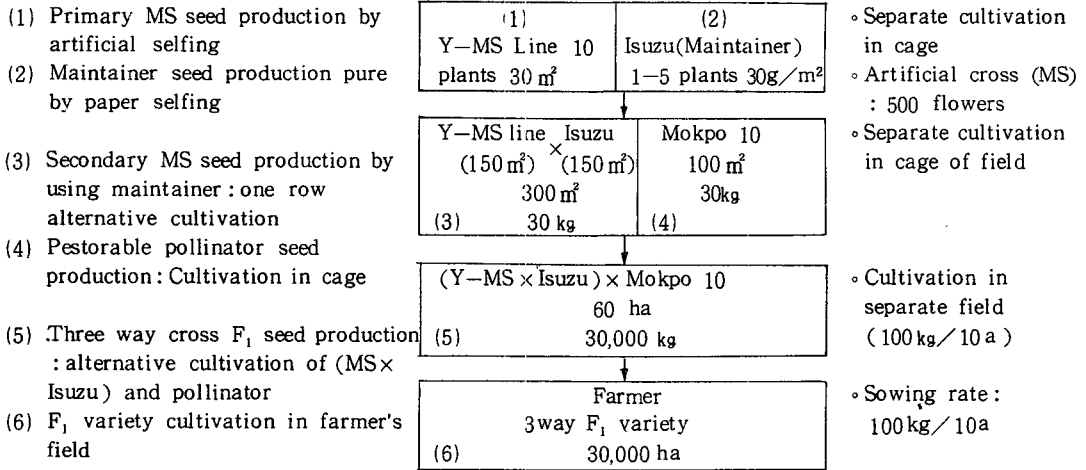 (1) Primary MS seed production by
artificial selfing
(2) Maintainer seed production pure
by paper selfing
(3) Secondary MS seed production by
using maintainer : one row
alternative cultivation
(4) Pestorable pollinator seed
production : Cultivation in cage
(5) .Three way cross F₁ seed production
: alternative cultivation of (MS×
Isuzu) and pollinator
(6) F₁ variety cultivation in farmer's
field
(1)
Y−MS Line 10
plants 30 m²
(2)
Isuzu(Maintainer)
1−5 plants 30g/m²
Y−MS line × Isuzu
(150 m²) (150 m²)
300 m²
(3) 30 kg
Mokpo 10
100 m²
30kg
(4)
(Y−MS × Isuzu) × Mokpo 10
60 ha
(5) 30,000 kg
Farmer
3way F₁ variety
(6) 30,000 ha
∘ Separate cultivation
in cage
∘ Artificial cross (MS)
: 500 flowers
∘ Separate cultivation
in cage of field
∘ Cultivation in
separate field
(100 kg/10 a)
∘ Sowing rate :
100 kg/10a